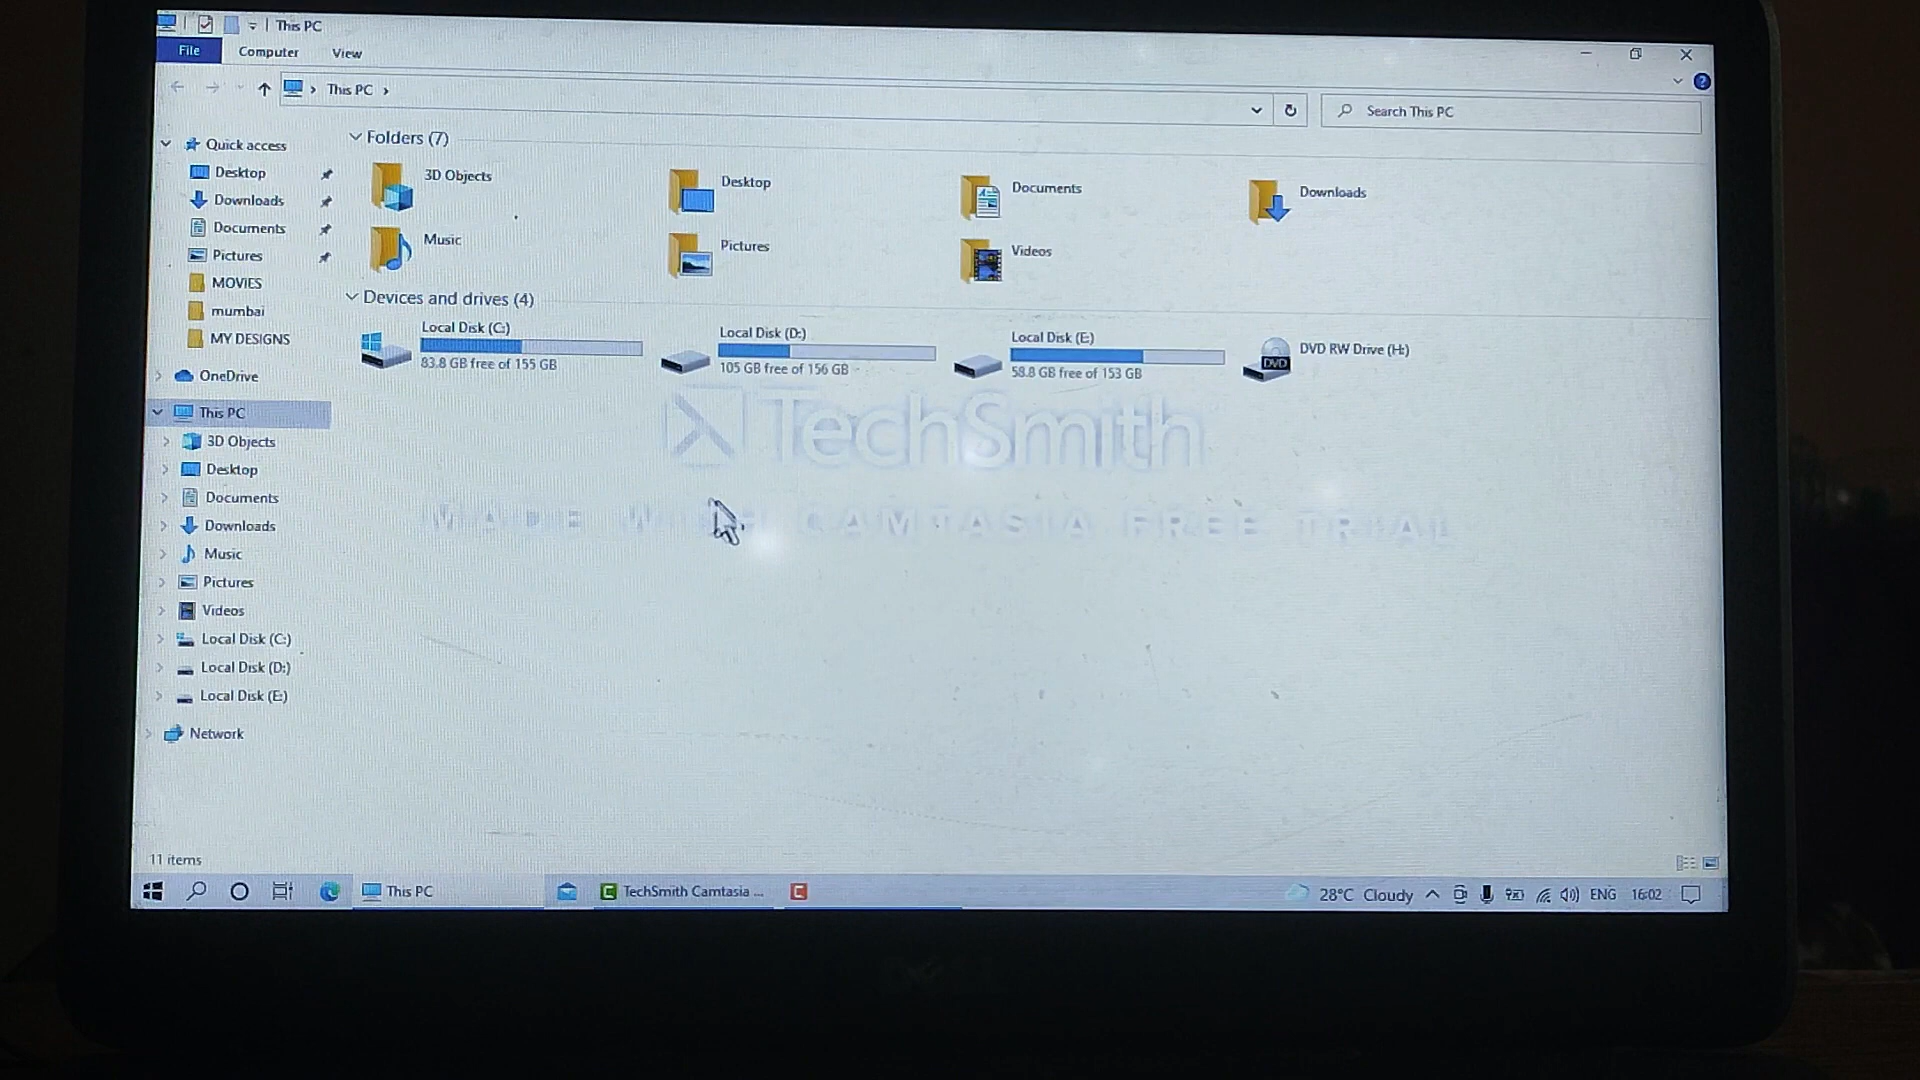 This PC
File Computer View
This PC
Search This PC
Quick access
Desktop
Downloads
Documents
Pictures
MOVIES
mumbai
MY DESIGNS
OneDrive
This PC
3D Objects
Desktop
Documents
Downloads
Music
Pictures
Videos
Local Disk (C:)
Local Disk (D:)
Local Disk (E:)
Network
Folders (7)
3D Objects
Desktop
Documents
Downloads
Music
Pictures
Videos
Devices and drives (4)
Local Disk (C:)
83.8 GB free of 155 GB
Local Disk (D:)
105 GB free of 156 GB
Local Disk (E:)
58.8 GB free of 153 GB
DVD RW Drive (H:)
DVD
TechSmith
MADE WITH CAMTASIA FREE TRIAL
11 items
This PC
TechSmith Camtasia ...
28°C Cloudy
ENG
16:02